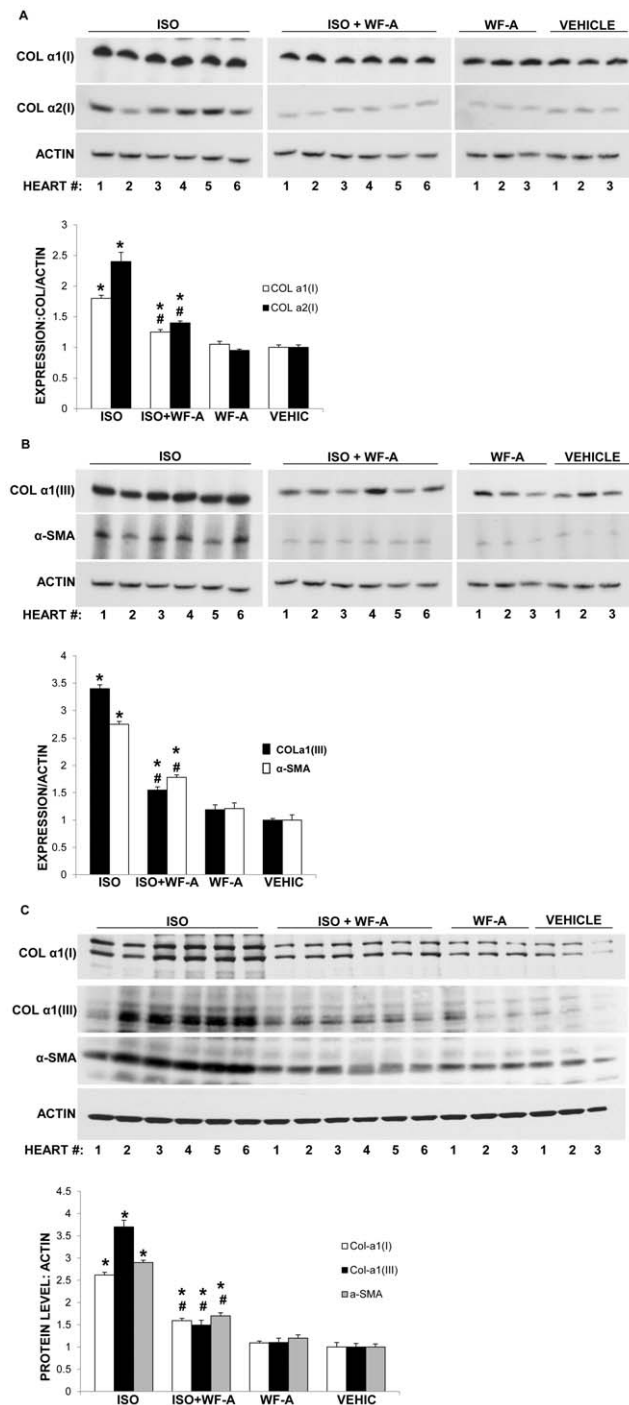 A
ISO ISO + WF-A WF-A VEHICLE
COL α1(I)
COL α2(I)
ACTIN
HEART #: 1 2 3 4 5 6 1 2 3 4 5 6 1 2 3 1 2 3
EXPRESSION:COL/ACTIN
3
2.5
2
1.5
1
0.5
0
*
*
*
#
*
#
COL a1(I)
COL a2(I)
ISO ISO+WF-A WF-A VEHIC
B
ISO ISO + WF-A WF-A VEHICLE
COL α1(III)
α-SMA
ACTIN
HEART #: 1 2 3 4 5 6 1 2 3 4 5 6 1 2 3 1 2 3
EXPRESSION/ACTIN
4
3.5
3
2.5
2
1.5
1
0.5
0
*
*
*
#
*
#
COLa1(III)
α-SMA
ISO ISO+WF-A WF-A VEHIC
C
ISO ISO + WF-A WF-A VEHICLE
COL α1(I)
COL α1(III)
α-SMA
ACTIN
HEART #: 1 2 3 4 5 6 1 2 3 4 5 6 1 2 3 1 2 3
PROTEIN LEVEL: ACTIN
4.5
4
3.5
3
2.5
2
1.5
1
0.5
0
*
*
*
* * *
# # #
Col-a1(I)
Col-a1(III)
a-SMA
ISO ISO+WF-A WF-A VEHIC